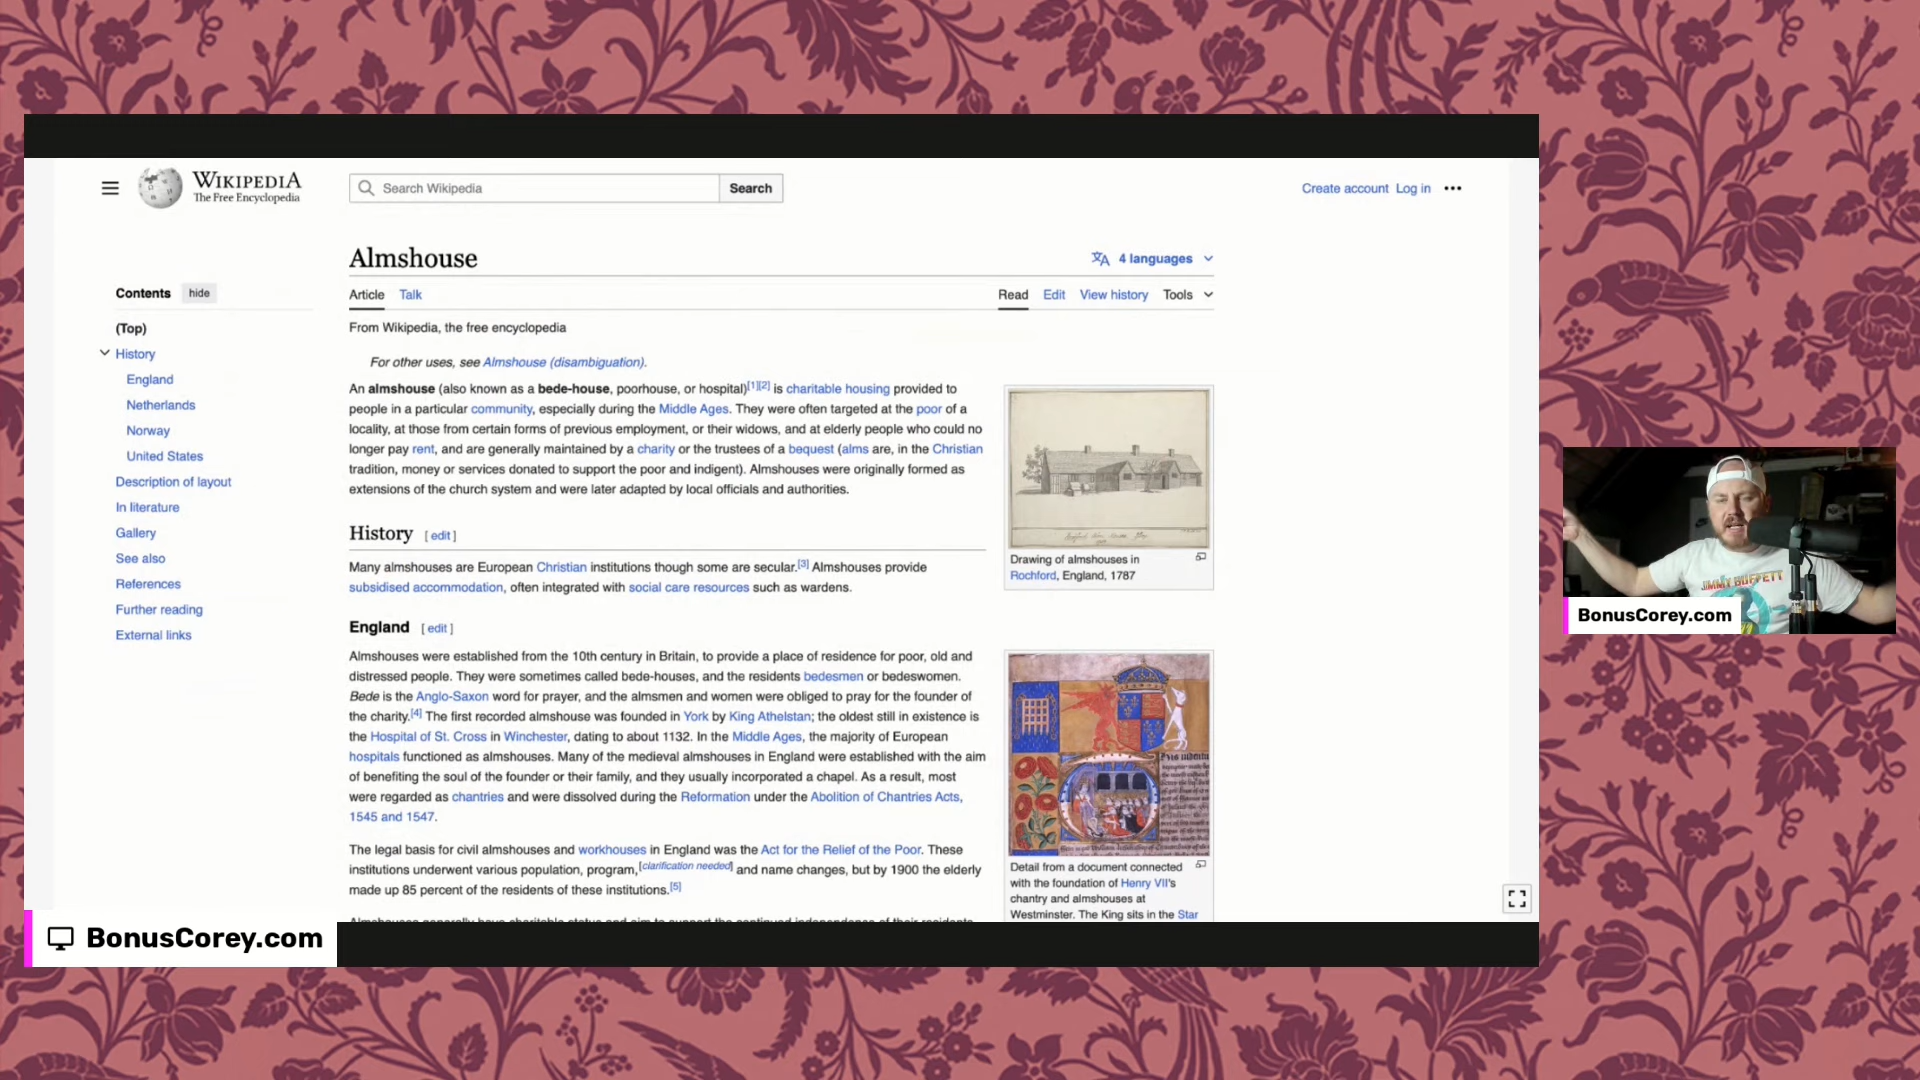 WIKIPEDIA
The Free Encyclopedia
Search Wikipedia
Search
Create account Log in
Almshouse
4 languages
Article Talk
Read Edit View history Tools
From Wikipedia, the free encyclopedia
Contents hide
(Top)
History
England
Netherlands
Norway
United States
Description of layout
In literature
Gallery
See also
References
Further reading
External links
For other uses, see Almshouse (disambiguation).
An almshouse (also known as a bede-house, poorhouse, or hospital)[1][2] is charitable housing provided to
people in a particular community, especially during the Middle Ages. They were often targeted at the poor of a
locality, at those from certain forms of previous employment, or their widows, and at elderly people who could no
longer pay rent, and are generally maintained by a charity or the trustees of a bequest (alms are, in the Christian
tradition, money or services donated to support the poor and indigent). Almshouses were originally formed as
extensions of the church system and were later adapted by local officials and authorities.
Drawing of almshouses in
Rochford, England, 1787
History [ edit ]
Many almshouses are European Christian institutions though some are secular.[3] Almshouses provide
subsidised accommodation, often integrated with social care resources such as wardens.
England [ edit ]
Almshouses were established from the 10th century in Britain, to provide a place of residence for poor, old and
distressed people. They were sometimes called bede-houses, and the residents bedesmen or bedeswomen.
Bede is the Anglo-Saxon word for prayer, and the almsmen and women were obliged to pray for the founder of
the charity.[4] The first recorded almshouse was founded in York by King Athelstan; the oldest still in existence is
the Hospital of St. Cross in Winchester, dating to about 1132. In the Middle Ages, the majority of European
hospitals functioned as almshouses. Many of the medieval almshouses in England were established with the aim
of benefiting the soul of the founder or their family, and they usually incorporated a chapel. As a result, most
were regarded as chantries and were dissolved during the Reformation under the Abolition of Chantries Acts,
1545 and 1547.
The legal basis for civil almshouses and workhouses in England was the Act for the Relief of the Poor. These
institutions underwent various population, program,[clarification needed] and name changes, but by 1900 the elderly
made up 85 percent of the residents of these institutions.[5]
Almshouses generally have charitable status and aim to support the continued independence of their residents.
Detail from a document connected
with the foundation of Henry VII's
chantry and almshouses at
Westminster. The King sits in the Star
BonusCorey.com
JIMMY BUFFETT
BonusCorey.com